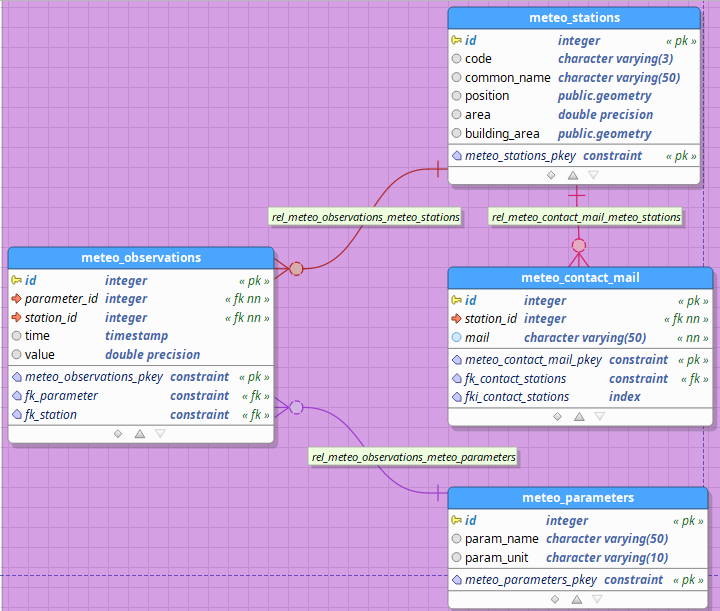 meteo_stations
id integer « pk »
code character varying(3)
common_name character varying(50)
position public.geometry
area double precision
building_area public.geometry
meteo_stations_pkey constraint « pk »
rel_meteo_observations_meteo_stations
rel_meteo_contact_mail_meteo_stations
meteo_observations
id integer « pk »
parameter_id integer « fk nn »
station_id integer « fk nn »
time timestamp
value double precision
meteo_observations_pkey constraint « pk »
fk_parameter constraint « fk »
fk_station constraint « fk »
meteo_contact_mail
id integer « pk »
station_id integer « fk nn »
mail character varying(50) « nn »
meteo_contact_mail_pkey constraint « pk »
fk_contact_stations constraint « fk »
fki_contact_stations index
rel_meteo_observations_meteo_parameters
meteo_parameters
id integer « pk »
param_name character varying(50)
param_unit character varying(10)
meteo_parameters_pkey constraint « pk »